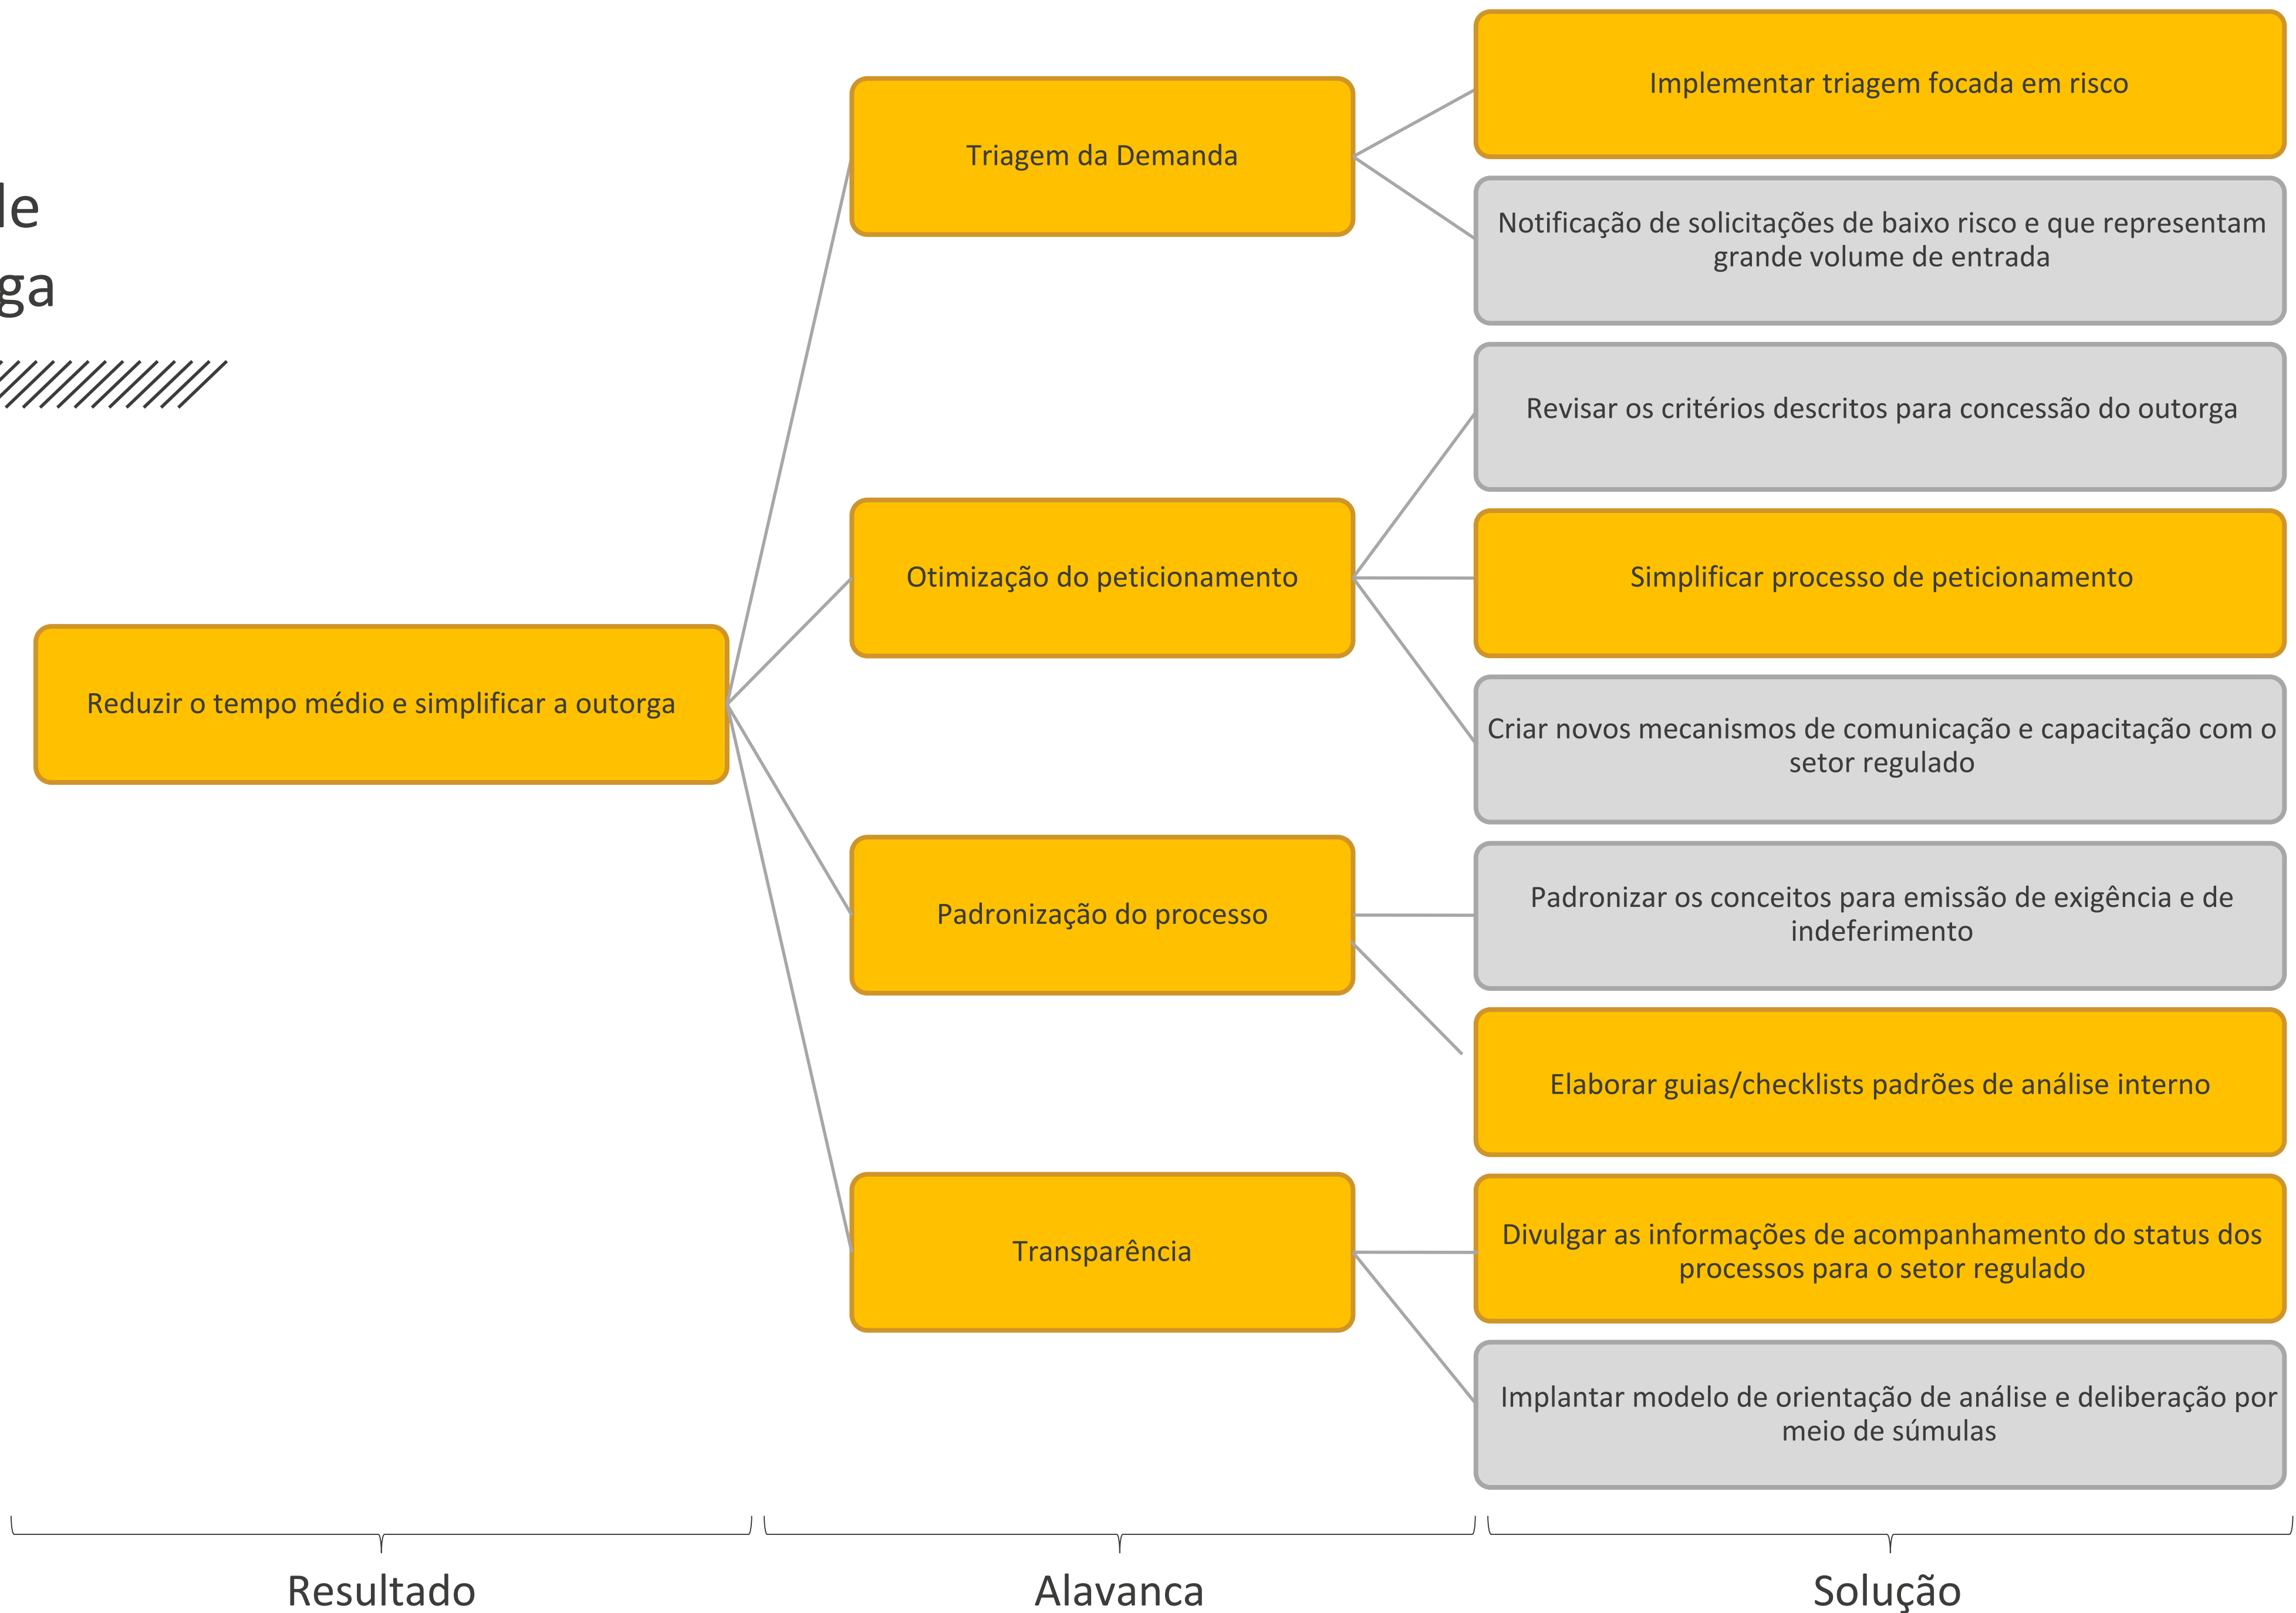 de
ga
Implementar triagem focada em risco
Triagem da Demanda
Notificação de solicitações de baixo risco e que representam
grande volume de entrada
Revisar os critérios descritos para concessão do outorga
Otimização do peticionamento
Simplificar processo de peticionamento
Reduzir o tempo médio e simplificar a outorga
Criar novos mecanismos de comunicação e capacitação com o
setor regulado
Padronização do processo
Padronizar os conceitos para emissão de exigência e de
indeferimento
Elaborar guias/checklists padrões de análise interno
Transparência
Divulgar as informações de acompanhamento do status dos
processos para o setor regulado
Implantar modelo de orientação de análise e deliberação por
meio de súmulas
Resultado
Alavanca
Solução